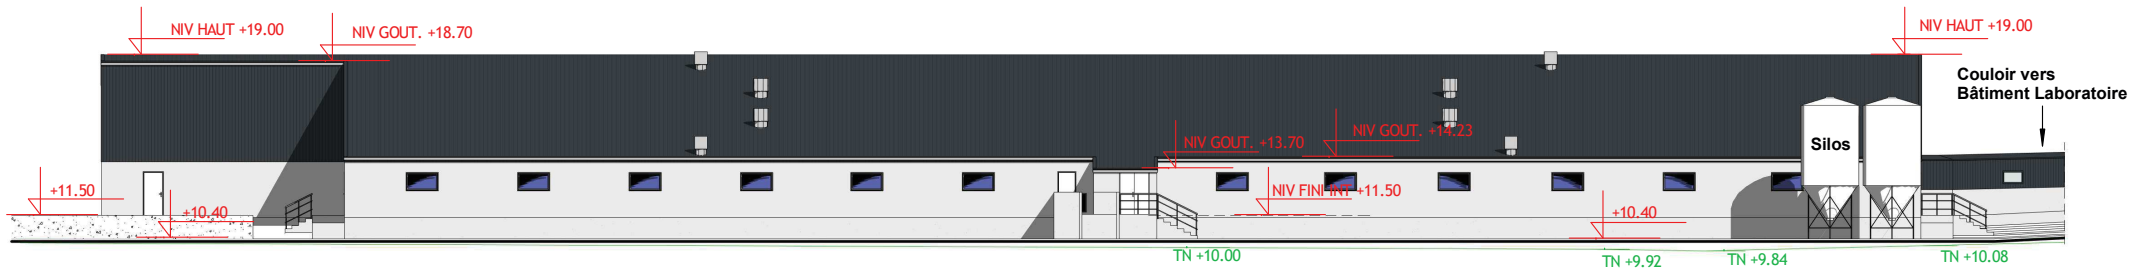 NIV HAUT +19.00
NIV GOUT. +18.70
NIV HAUT +19.00
Couloir vers
Bâtiment Laboratoire
NIV GOUT. +13.70
NIV GOUT. +14.23
Silos
+11.50
NIV FINI INT +11.50
+10.40
+10.40
TN +10.00
TN +9.92
TN +9.84
TN +10.08